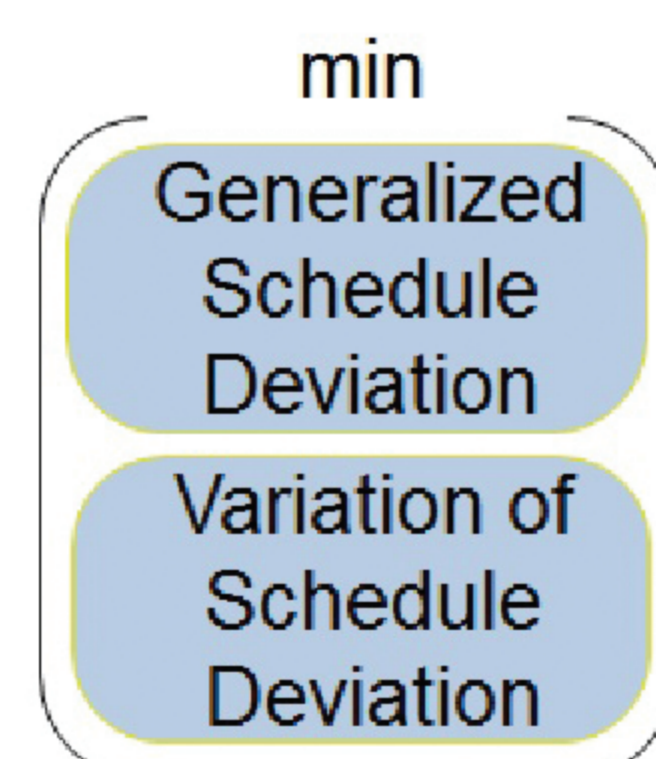 min
Generalized
Schedule
Deviation
Variation of
Schedule
Deviation